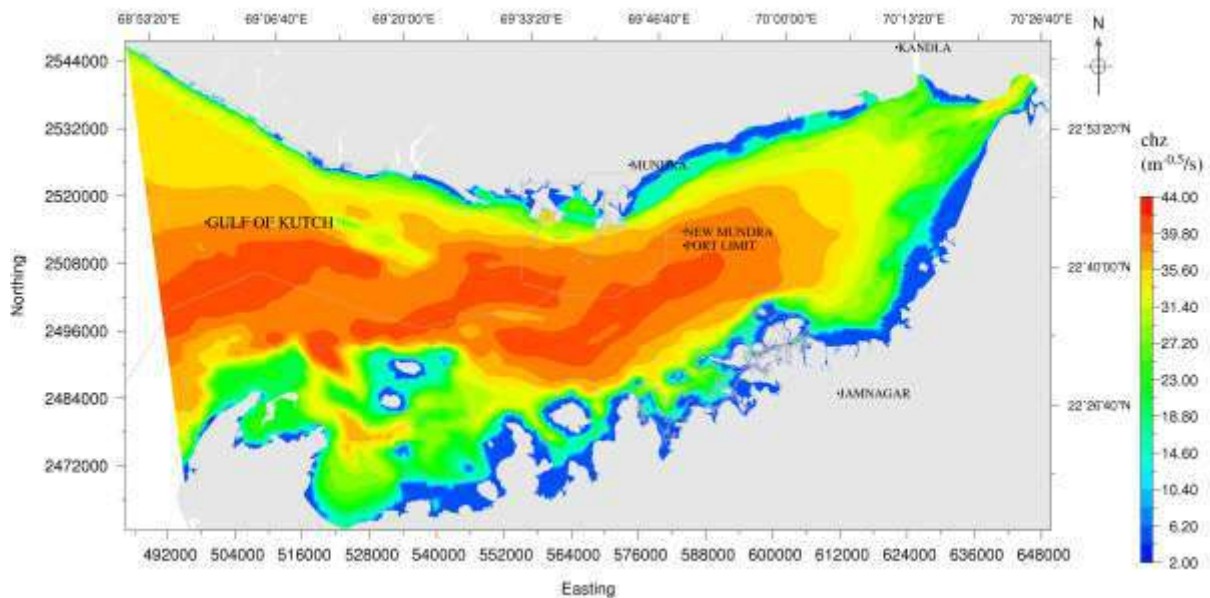 68°53'20" 69°06'40" 69°20'00" 69°33'20" 69°46'40" 70°00'00" 70°13'20" 70°26'40"
N
KANDLA
2544000
2532000
22°53'20"N
MUNDRA
chz
(m^-0.5/s)
2520000
44.00
GULF OF KUTCH
NEW MUNDRA
39.80
PORT LIMIT
2508000
22°40'00"N
35.60
Northing
31.40
2496000
27.20
23.00
2484000
JAMNAGAR
22°26'40"N
18.80
14.60
2472000
10.40
6.20
2.00
492000 504000 516000 528000 540000 552000 564000 576000 588000 600000 612000 624000 636000 648000
Easting